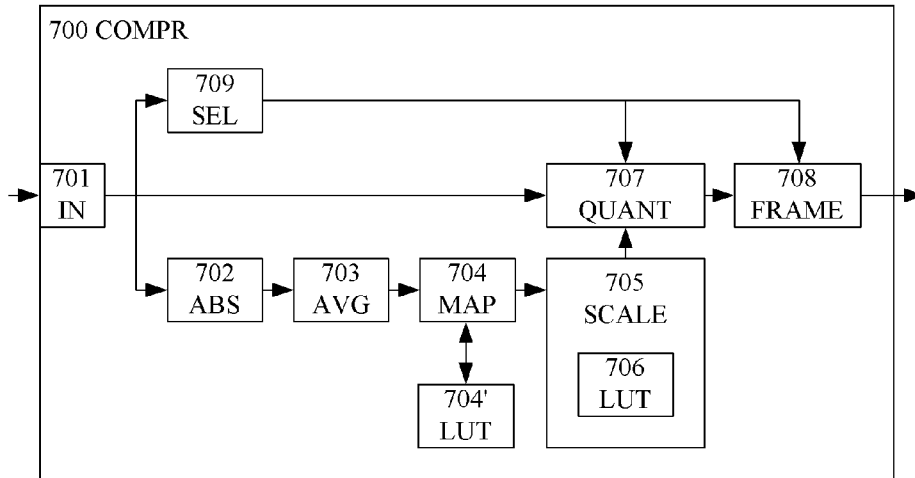 700 COMPR
709
SEL
701
IN
707
QUANT
708
FRAME
702
ABS
703
AVG
704
MAP
705
SCALE
706
LUT
704'
LUT